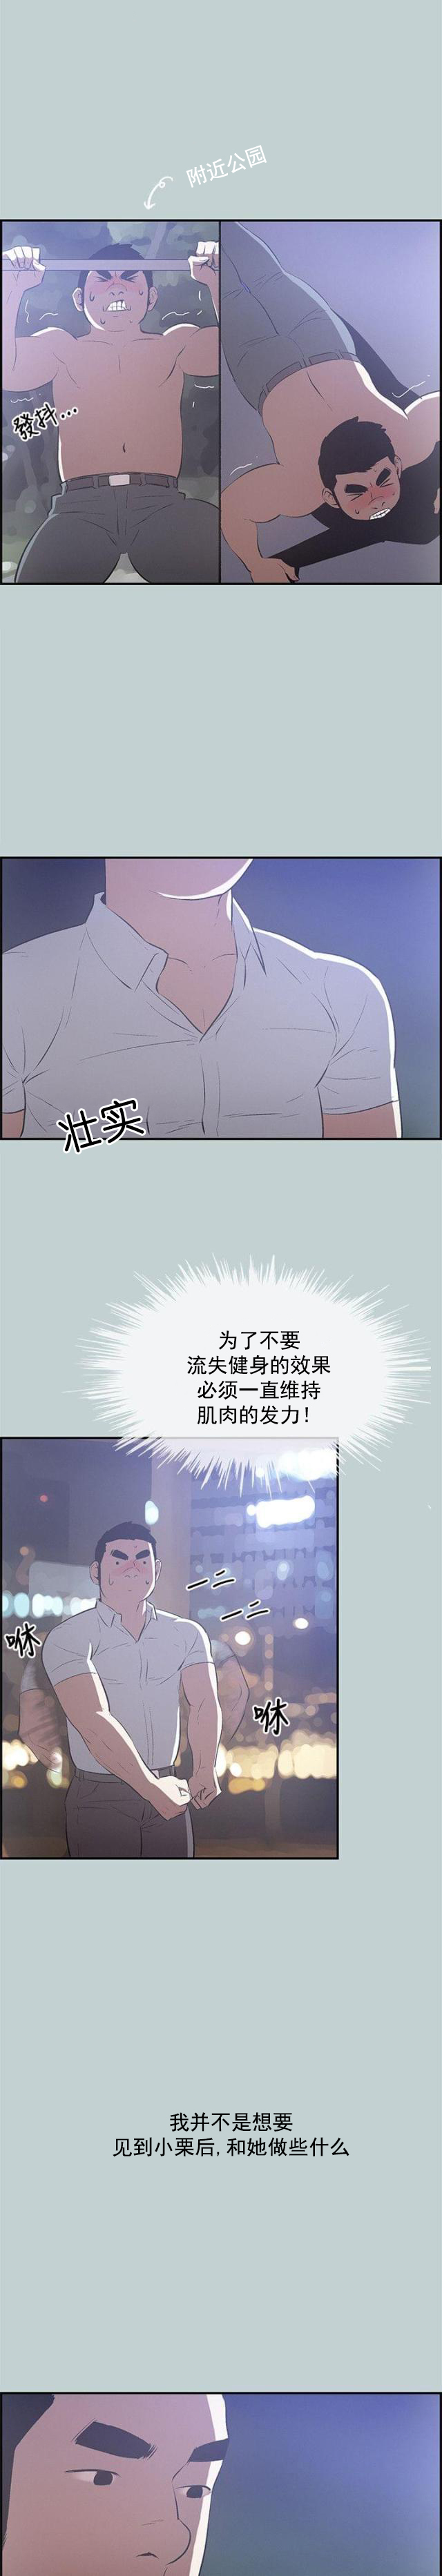 附近公园
發抖...
壮实
为了不要
流失健身的效果
必须一直维持
肌肉的发力!
咻
咻
我并不是想要
见到小栗后,和她做些什么